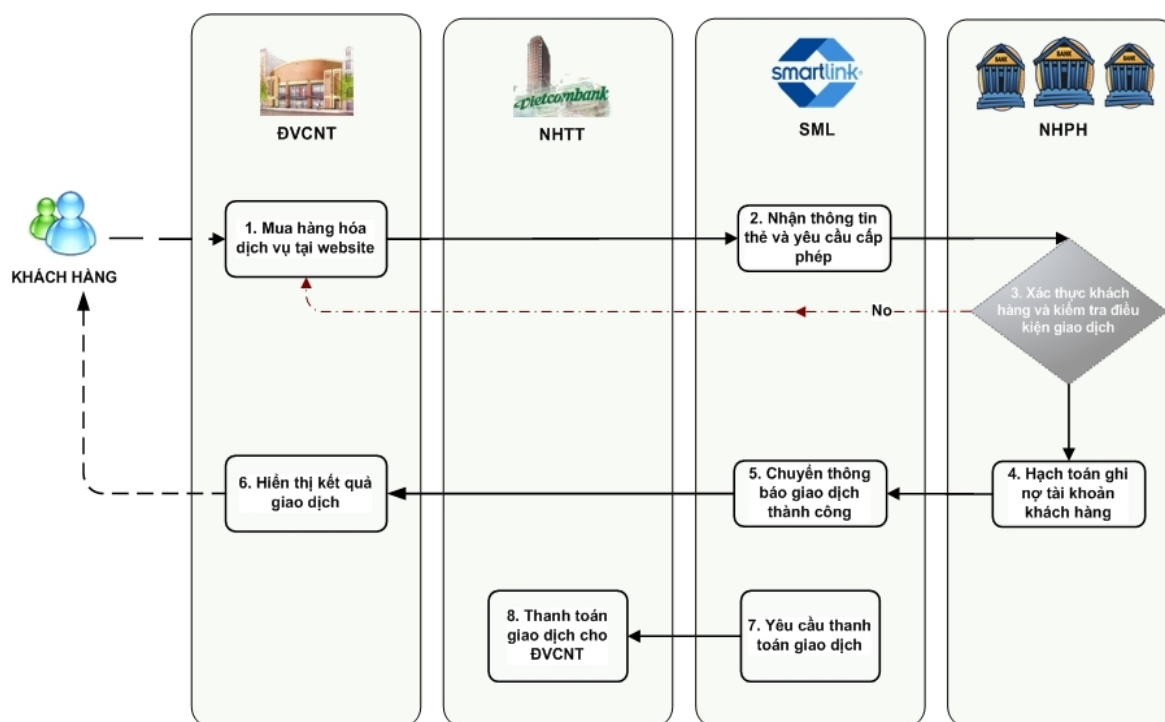 vietcombank
smartlink®
BANK
BANK
BANK
ĐVCNT
NHTT
SML
NHPH
KHÁCH HÀNG
1. Mua hàng hóa
dịch vụ tại website
2. Nhận thông tin
thẻ và yêu cầu cấp
phép
3. Xác thực khách
hàng và kiểm tra điều
kiện giao dịch
No
6. Hiển thị kết quả
giao dịch
5. Chuyển thông
báo giao dịch
thành công
4. Hạch toán ghi
nợ tài khoản
khách hàng
8. Thanh toán
giao dịch cho
ĐVCNT
7. Yêu cầu thanh
toán giao dịch